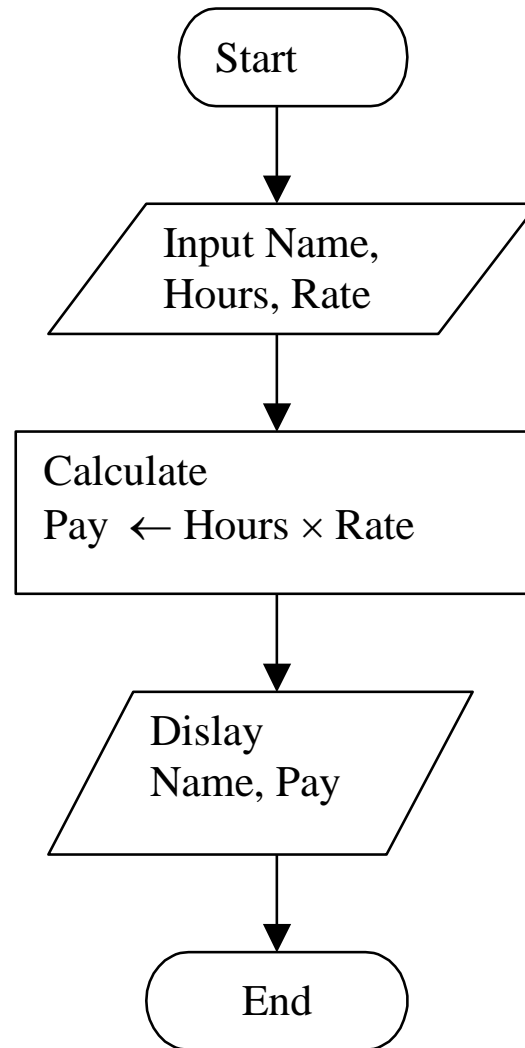 Start
Input Name,
Hours, Rate
Calculate
Pay ← Hours × Rate
Dislay
Name, Pay
End